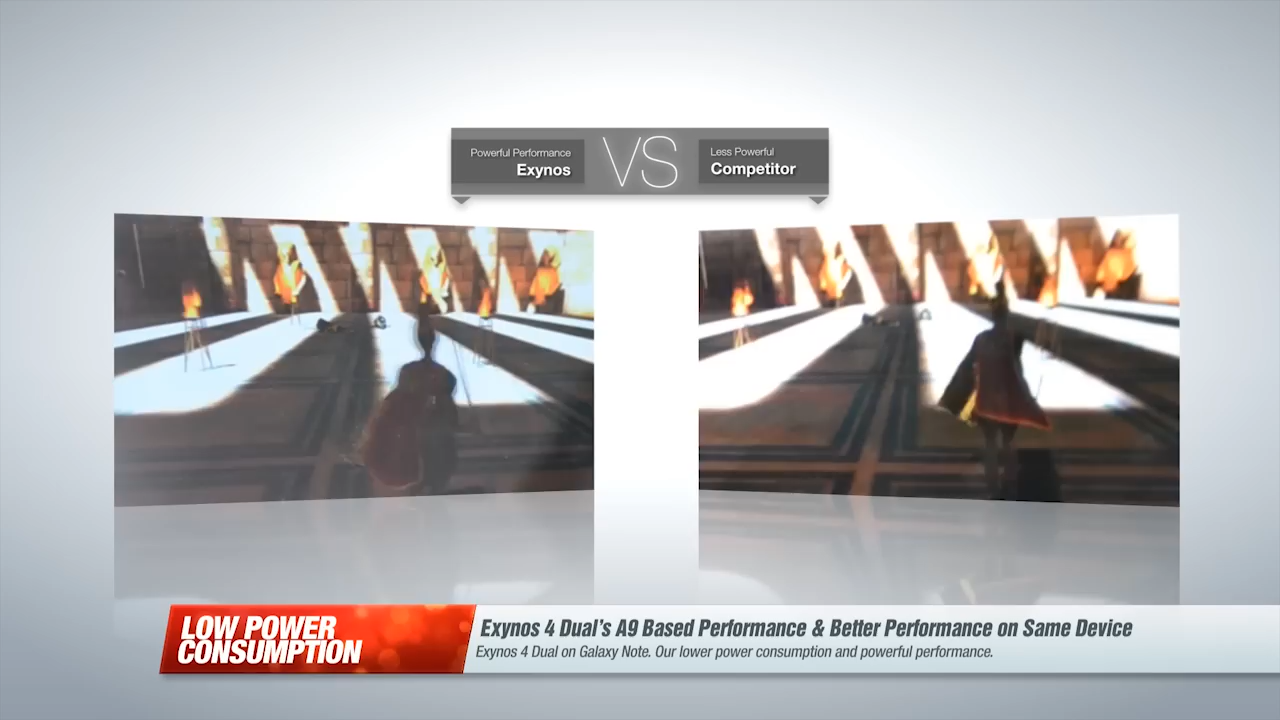 Powerful Performance
Exynos
VS
Less Powerful
Competitor
LOW POWER
CONSUMPTION
Exynos 4 Dual's A9 Based Performance & Better Performance on Same Device
Exynos 4 Dual on Galaxy Note. Our lower power consumption and powerful performance.